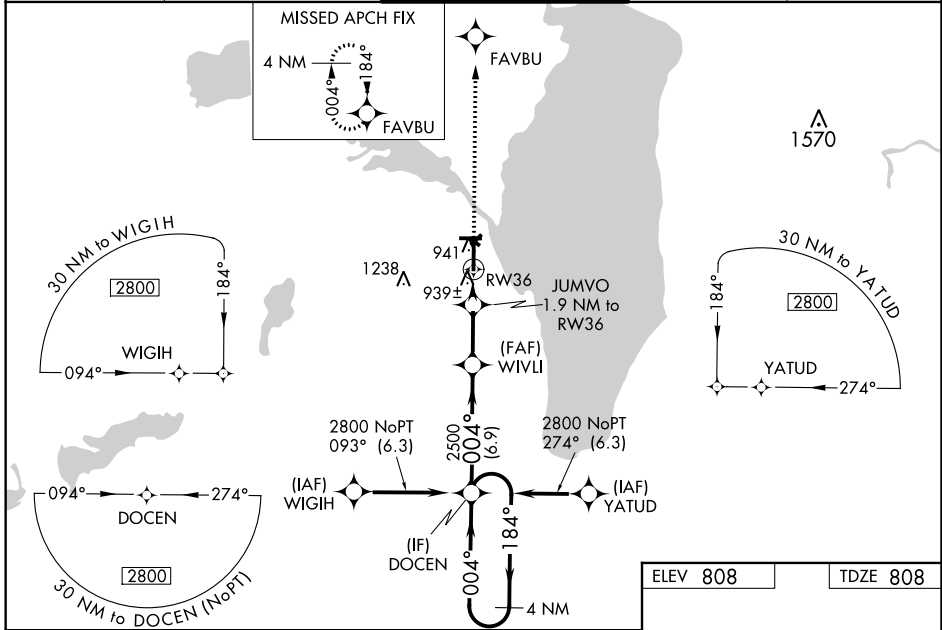 MISSED APCH FIX
4 NM
184°
004°
FAVBU
FAVBU
1570
30 NM to WIGIH
2800
184°
WIGIH
094°
941
1238
939±
RW36
JUMVO
1.9 NM to
RW36
(FAF)
WIVLI
30 NM to YATUD
2800
184°
YATUD
274°
2800 NoPT
093° (6.3)
2500
004°
(6.9)
2800 NoPT
274° (6.3)
(IAF)
WIGIH
(IAF)
YATUD
(IF)
DOCEN
004°
184°
4 NM
094°
274°
DOCEN
2800
30 NM to DOCEN (NoPT)
ELEV 808
TDZE 808